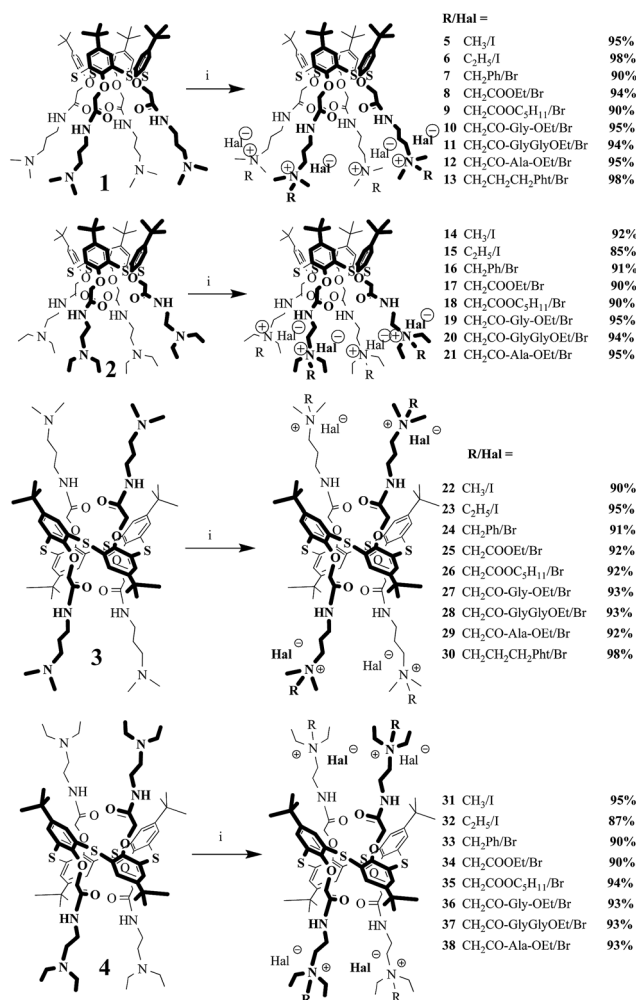 R/Hal =
5 CH3/I 95%
6 C2H5/I 98%
7 CH2Ph/Br 90%
8 CH2COOEt/Br 94%
9 CH2COOC5H11/Br 90%
10 CH2CO-Gly-OEt/Br 95%
11 CH2CO-GlyGlyOEt/Br 94%
12 CH2CO-Ala-OEt/Br 95%
13 CH2CH2CH2Pht/Br 98%
i
1
14 CH3/I 92%
15 C2H5/I 85%
16 CH2Ph/Br 91%
17 CH2COOEt/Br 90%
18 CH2COOC5H11/Br 90%
19 CH2CO-Gly-OEt/Br 95%
20 CH2CO-GlyGlyOEt/Br 94%
21 CH2CO-Ala-OEt/Br 95%
i
2
R/Hal =
22 CH3/I 90%
23 C2H5/I 95%
24 CH2Ph/Br 91%
25 CH2COOEt/Br 92%
26 CH2COOC5H11/Br 92%
27 CH2CO-Gly-OEt/Br 93%
28 CH2CO-GlyGlyOEt/Br 93%
29 CH2CO-Ala-OEt/Br 92%
30 CH2CH2CH2Pht/Br 98%
i
3
31 CH3/I 95%
32 C2H5/I 87%
33 CH2Ph/Br 90%
34 CH2COOEt/Br 90%
35 CH2COOC5H11/Br 94%
36 CH2CO-Gly-OEt/Br 93%
37 CH2CO-GlyGlyOEt/Br 93%
38 CH2CO-Ala-OEt/Br 93%
i
4